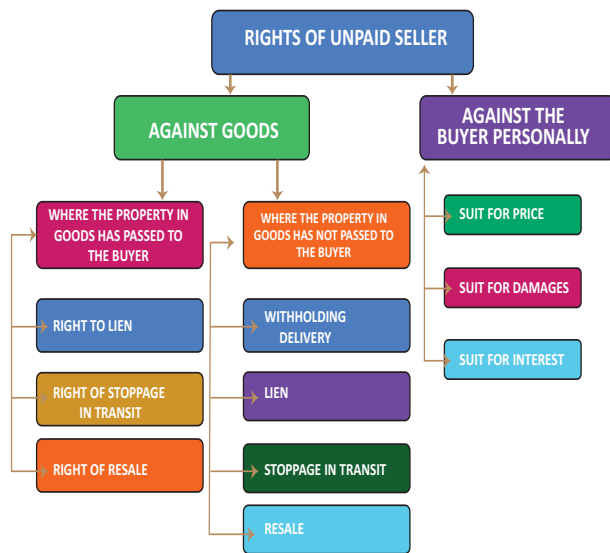 RIGHTS OF UNPAID SELLER
AGAINST GOODS
AGAINST THE
BUYER PERSONALLY
WHERE THE PROPERTY IN
GOODS HAS PASSED TO
THE BUYER
RIGHT TO LIEN
RIGHT OF STOPPAGE
IN TRANSIT
RIGHT OF RESALE
WHERE THE PROPERTY IN
GOODS HAS NOT PASSED TO
THE BUYER
WITHHOLDING
DELIVERY
LIEN
STOPPAGE IN TRANSIT
RESALE
SUIT FOR PRICE
SUIT FOR DAMAGES
SUIT FOR INTEREST